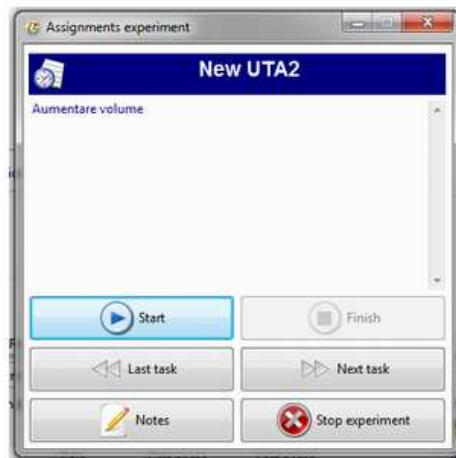 Assignments experiment
New UTA2
Aumentare volume
Start
Finish
Last task
Next task
Notes
Stop experiment